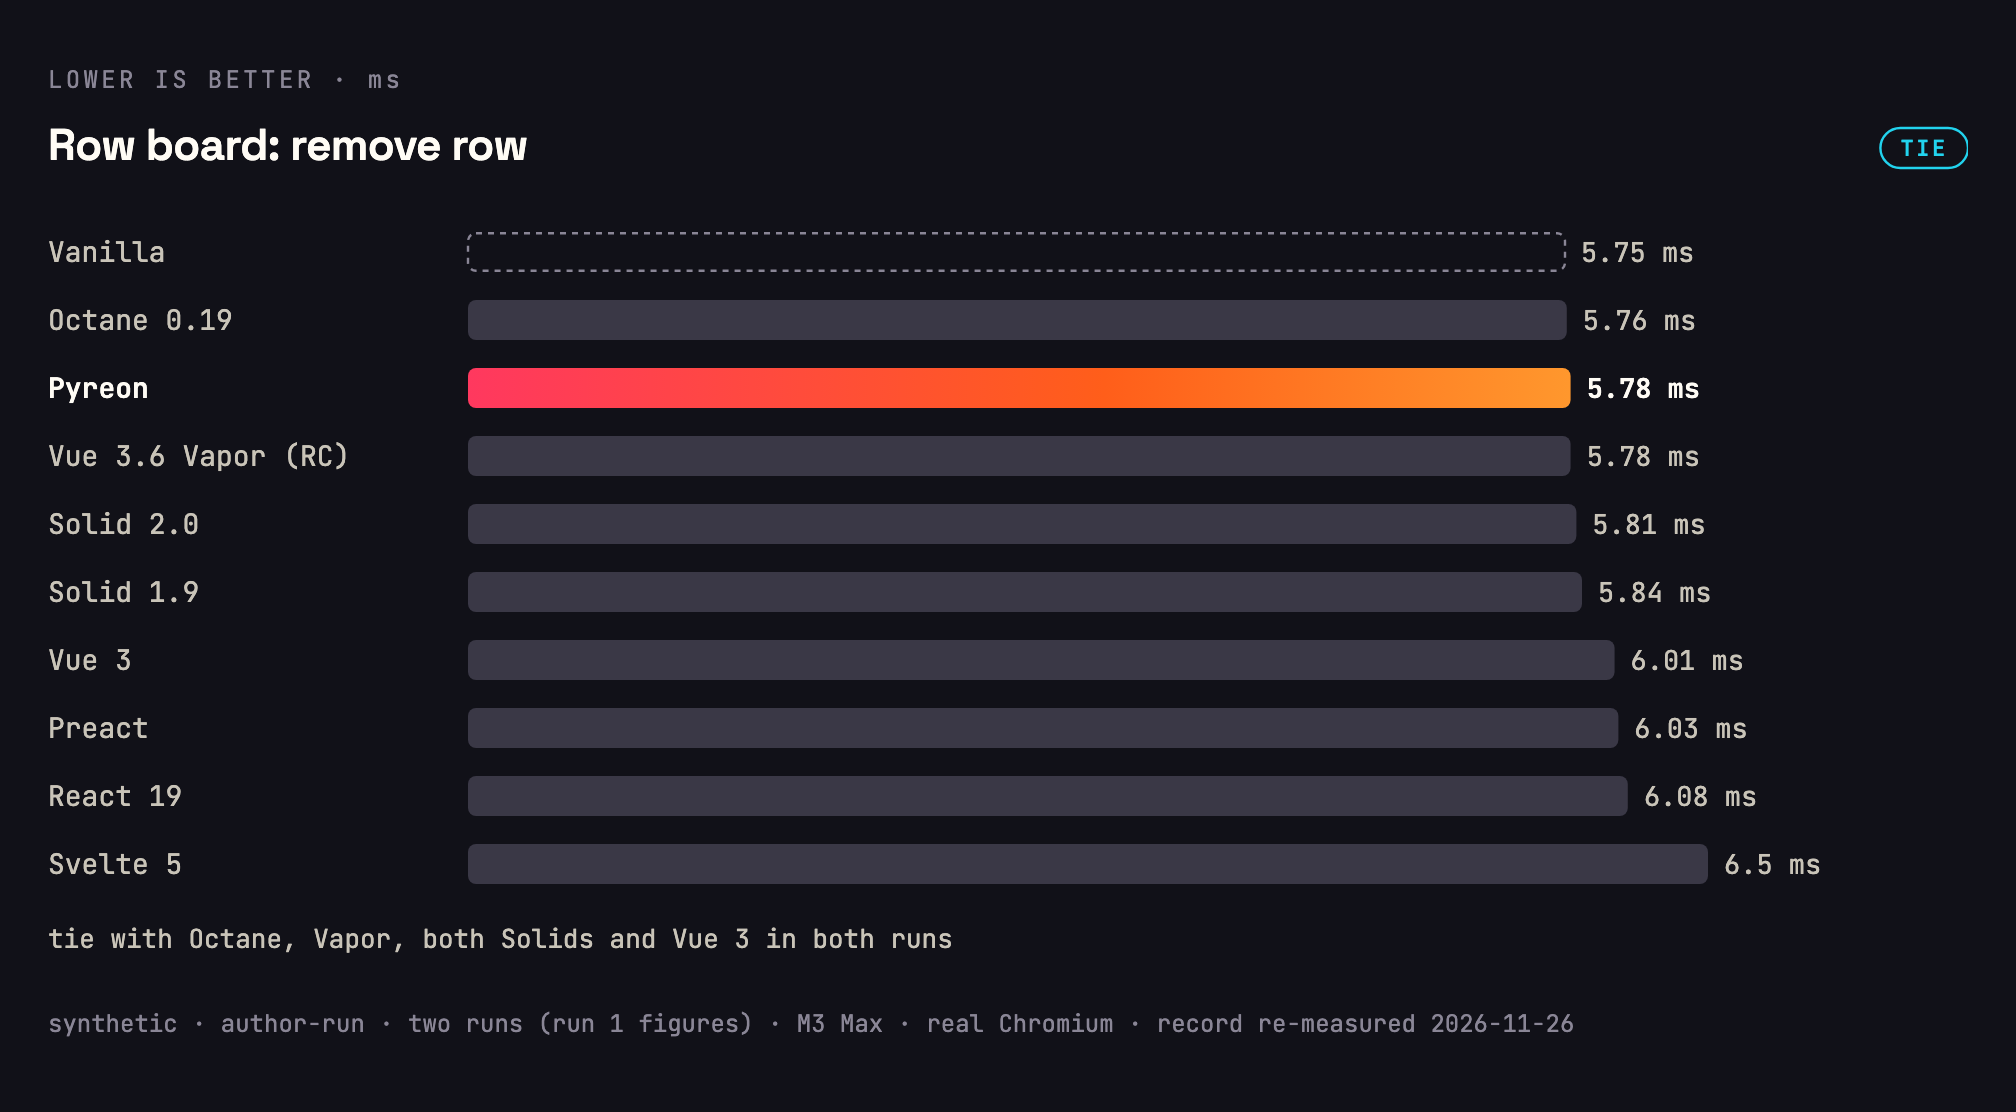 LOWER IS BETTER · ms
Row board: remove row
TIE
Vanilla 5.75 ms
Octane 0.19 5.76 ms
Pyreon 5.78 ms
Vue 3.6 Vapor (RC) 5.78 ms
Solid 2.0 5.81 ms
Solid 1.9 5.84 ms
Vue 3 6.01 ms
Preact 6.03 ms
React 19 6.08 ms
Svelte 5 6.5 ms
tie with Octane, Vapor, both Solids and Vue 3 in both runs
synthetic · author-run · two runs (run 1 figures) · M3 Max · real Chromium · record re-measured 2026-11-26